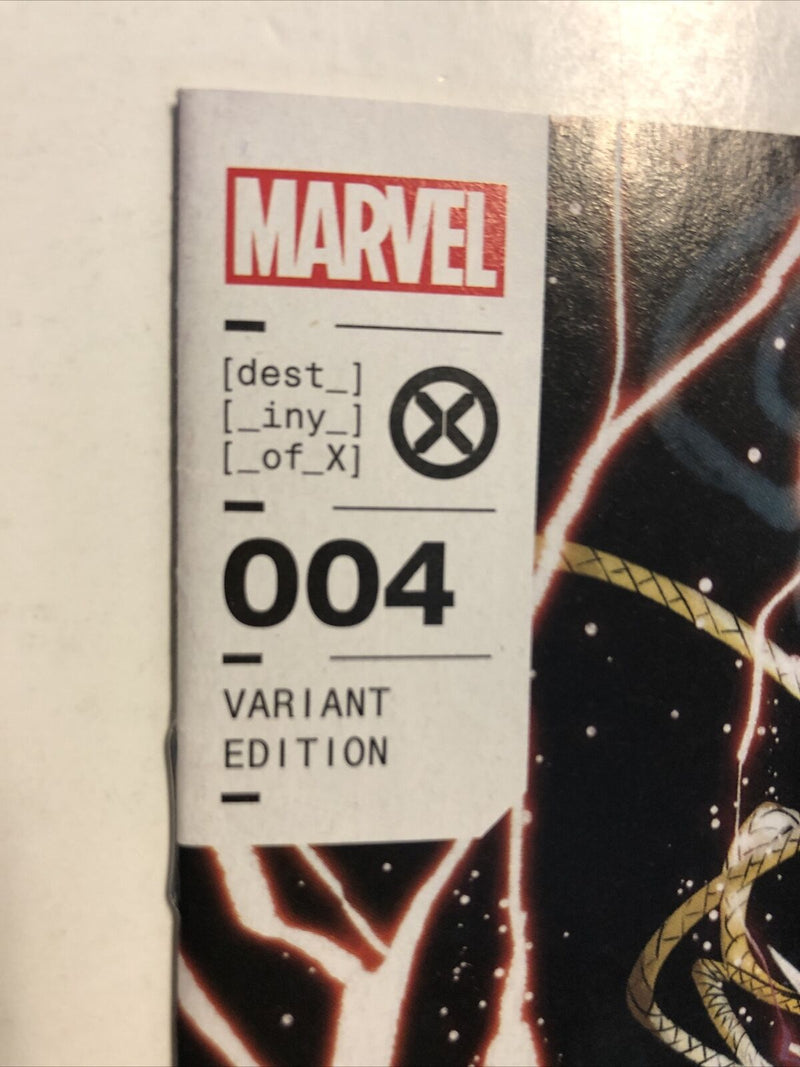 MARVEL
[dest_]
[_iny_]
[_of_X]
004
VARIANT
EDITION